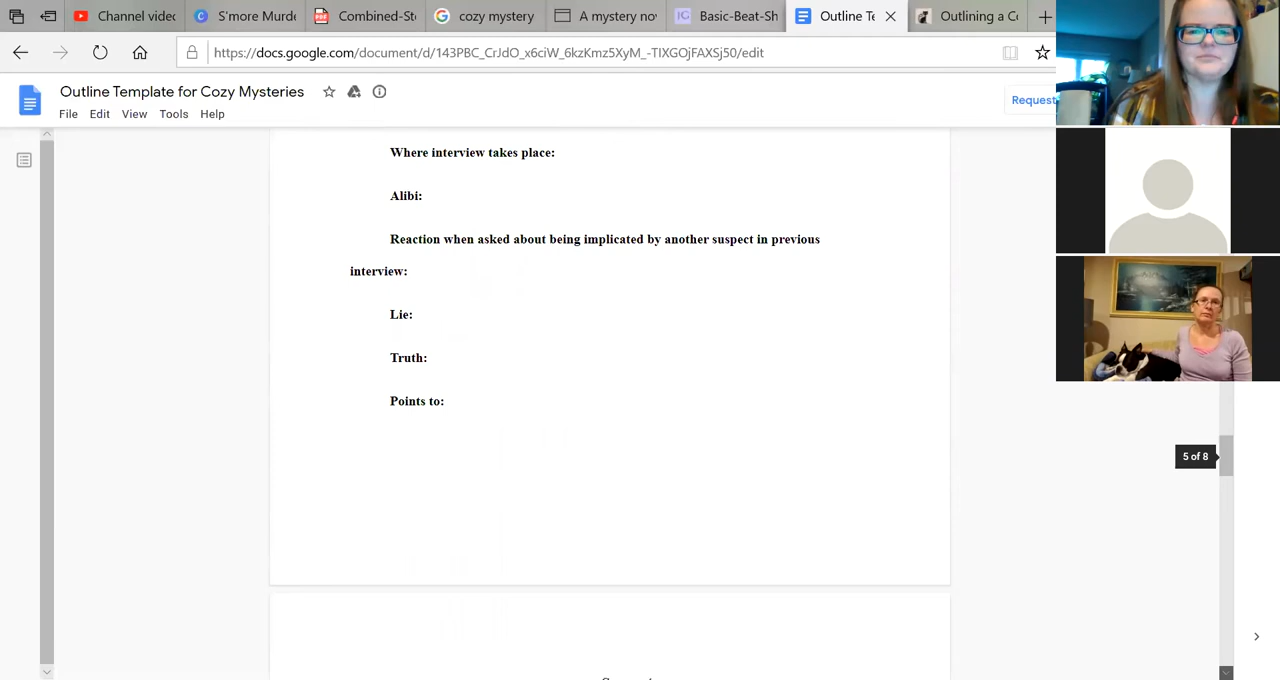 Channel video
S'more Murde
Combined-St
cozy mystery
A mystery no
Basic-Beat-Sh
Outline Te
Outlining a C
https://docs.google.com/document/d/143PBC_CrJdO_x6ciW_6kzKmz5XyM_-TIXGOjFAXSj50/edit
Outline Template for Cozy Mysteries
Request
File Edit View Tools Help
Where interview takes place:
Alibi:
Reaction when asked about being implicated by another suspect in previous
interview:
Lie:
Truth:
Points to:
5 of 8